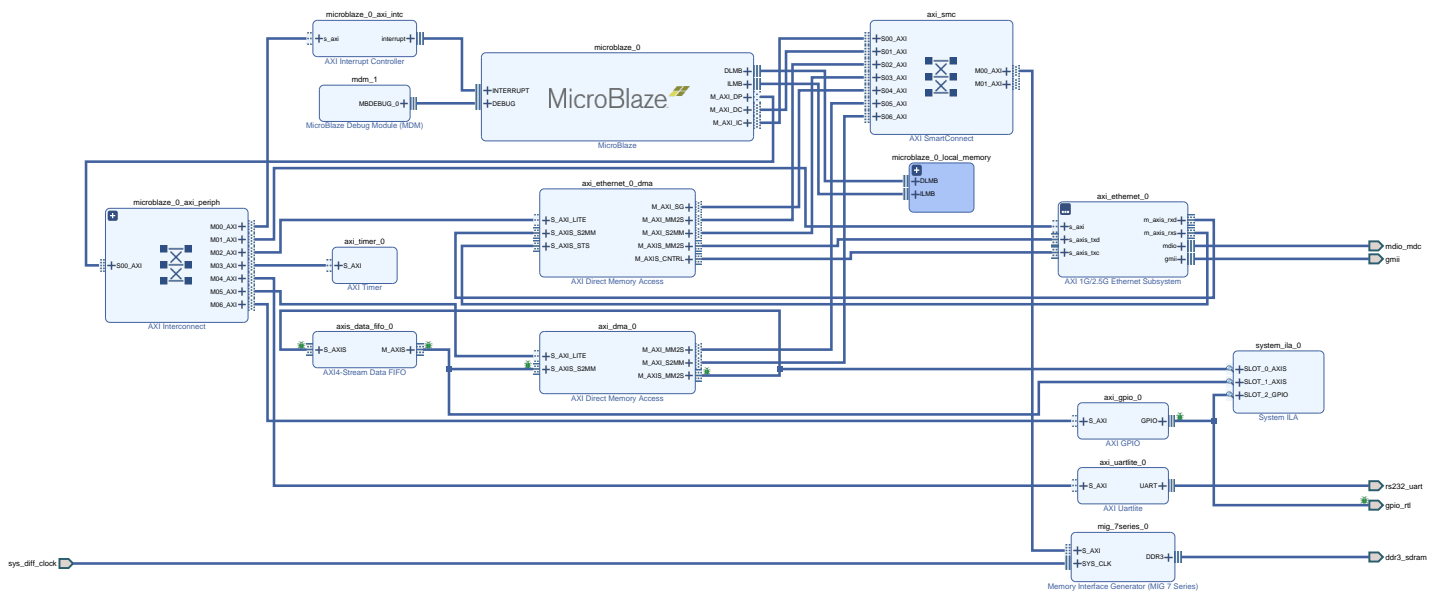 microblaze_0_axi_intc
s_axi
interrupt
AXI Interrupt Controller
mdm_1
MBDEBUG_0
MicroBlaze Debug Module (MDM)
microblaze_0
INTERRUPT
DEBUG
MicroBlaze
DLMB
ILMB
M_AXI_DP
M_AXI_DC
M_AXI_IC
MicroBlaze
axi_smc
S00_AXI
S01_AXI
S02_AXI
S03_AXI
S04_AXI
S05_AXI
S06_AXI
M00_AXI
M01_AXI
AXI SmartConnect
microblaze_0_local_memory
DLMB
ILMB
microblaze_0_axi_periph
S00_AXI
M00_AXI
M01_AXI
M02_AXI
M03_AXI
M04_AXI
M05_AXI
M06_AXI
AXI Interconnect
axi_timer_0
S_AXI
AXI Timer
axi_ethernet_0_dma
S_AXI_LITE
S_AXIS_S2MM
S_AXIS_STS
M_AXI_SG
M_AXI_MM2S
M_AXI_S2MM
M_AXIS_MM2S
M_AXIS_CNTRL
AXI Direct Memory Access
axi_ethernet_0
s_axi
s_axis_txd
s_axis_txc
m_axis_rxd
m_axis_rxs
mdio
gmii
AXI 1G/2.5G Ethernet Subsystem
mdio_mdc
gmii
axis_data_fifo_0
S_AXIS
M_AXIS
AXI4-Stream Data FIFO
axi_dma_0
S_AXI_LITE
S_AXIS_S2MM
M_AXI_MM2S
M_AXI_S2MM
M_AXIS_MM2S
AXI Direct Memory Access
system_ila_0
SLOT_0_AXIS
SLOT_1_AXIS
SLOT_2_GPIO
System ILA
axi_gpio_0
S_AXI
GPIO
AXI GPIO
axi_uartlite_0
S_AXI
UART
AXI Uartlite
rs232_uart
gpio_rtl
mig_7series_0
S_AXI
SYS_CLK
DDR3
Memory Interface Generator (MIG 7 Series)
ddr3_sdram
sys_diff_clock